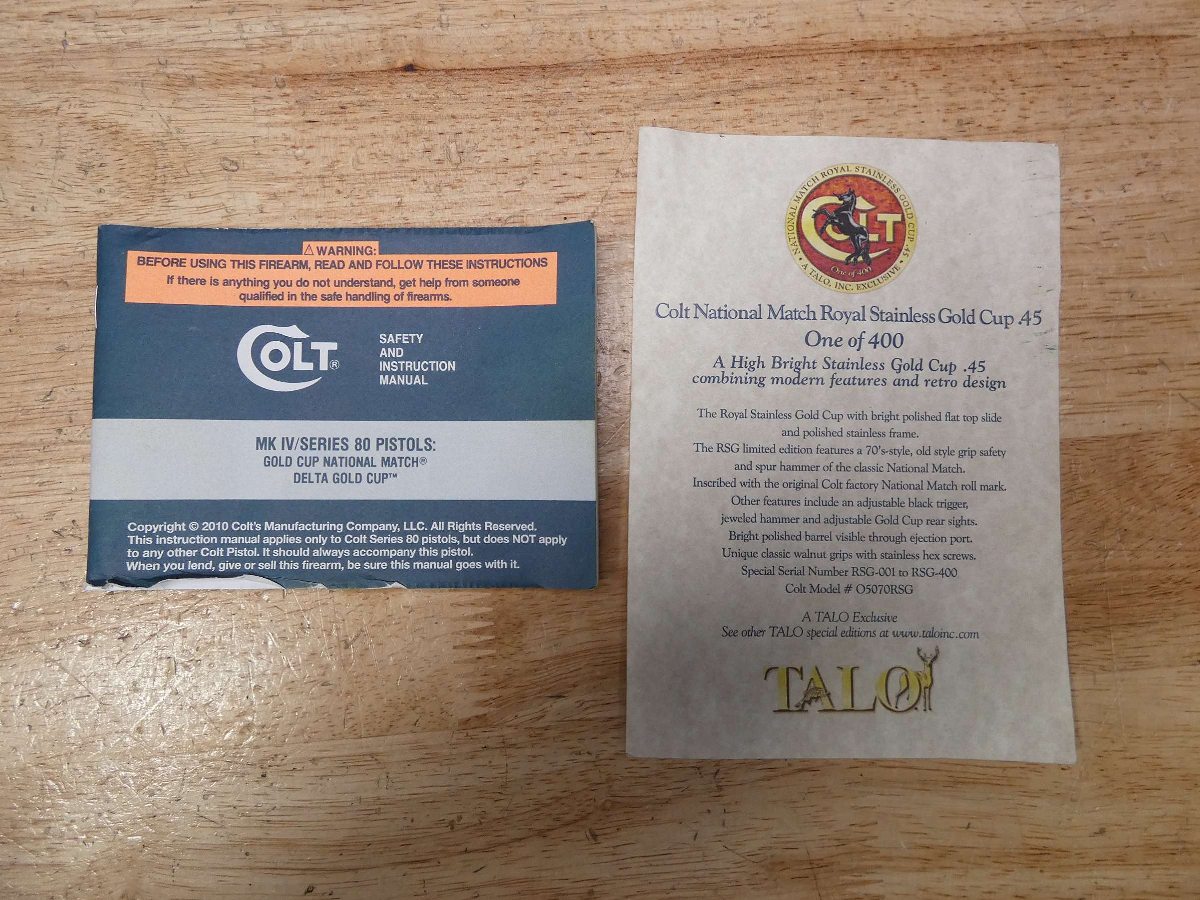 ⚠ WARNING:
BEFORE USING THIS FIREARM, READ AND FOLLOW THESE INSTRUCTIONS
If there is anything you do not understand, get help from someone
qualified in the safe handling of firearms.
COLT®
SAFETY
AND
INSTRUCTION
MANUAL
MK IV/SERIES 80 PISTOLS:
GOLD CUP NATIONAL MATCH®
DELTA GOLD CUP™
Copyright © 2010 Colt's Manufacturing Company, LLC. All Rights Reserved.
This instruction manual applies only to Colt Series 80 pistols, but does NOT apply
to any other Colt Pistol. It should always accompany this pistol.
When you lend, give or sell this firearm, be sure this manual goes with it.
NATIONAL MATCH ROYAL STAINLESS GOLD CUP .45
COLT
One of 400
• A TALO, INC. EXCLUSIVE •
Colt National Match Royal Stainless Gold Cup .45
One of 400
A High Bright Stainless Gold Cup .45
combining modern features and retro design
The Royal Stainless Gold Cup with bright polished flat top slide
and polished stainless frame.
The RSG limited edition features a 70's-style, old style grip safety
and spur hammer of the classic National Match.
Inscribed with the original Colt factory National Match roll mark.
Other features include an adjustable black trigger,
jeweled hammer and adjustable Gold Cup rear sights.
Bright polished barrel visible through ejection port.
Unique classic walnut grips with stainless hex screws.
Special Serial Number RSG-001 to RSG-400
Colt Model # O5070RSG
A TALO Exclusive
See other TALO special editions at www.taloinc.com
TALO